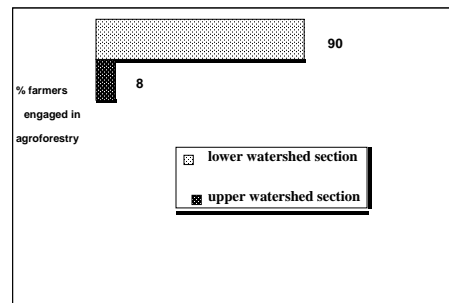 90
8
% farmers
engaged in
agroforestry
lower watershed section
upper watershed section